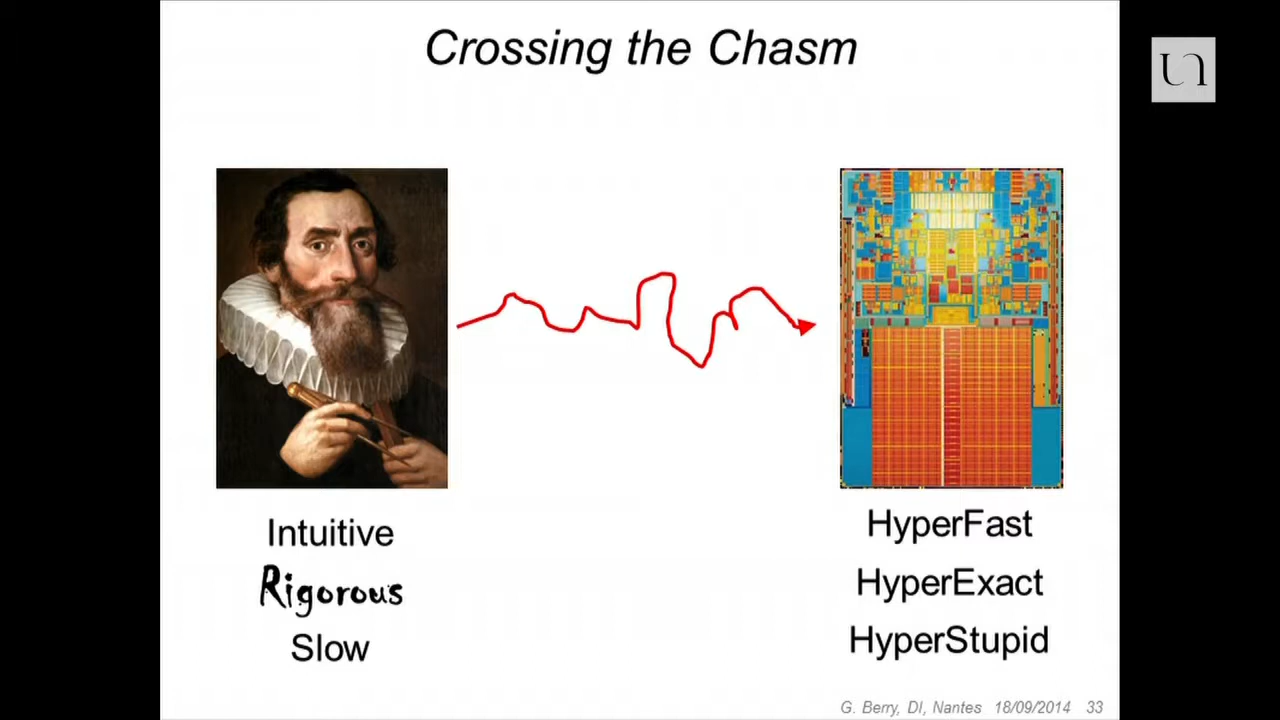 Crossing the Chasm
Intuitive
Rigorous
Slow
HyperFast
HyperExact
HyperStupid
G. Berry, DI, Nantes 18/09/2014 33